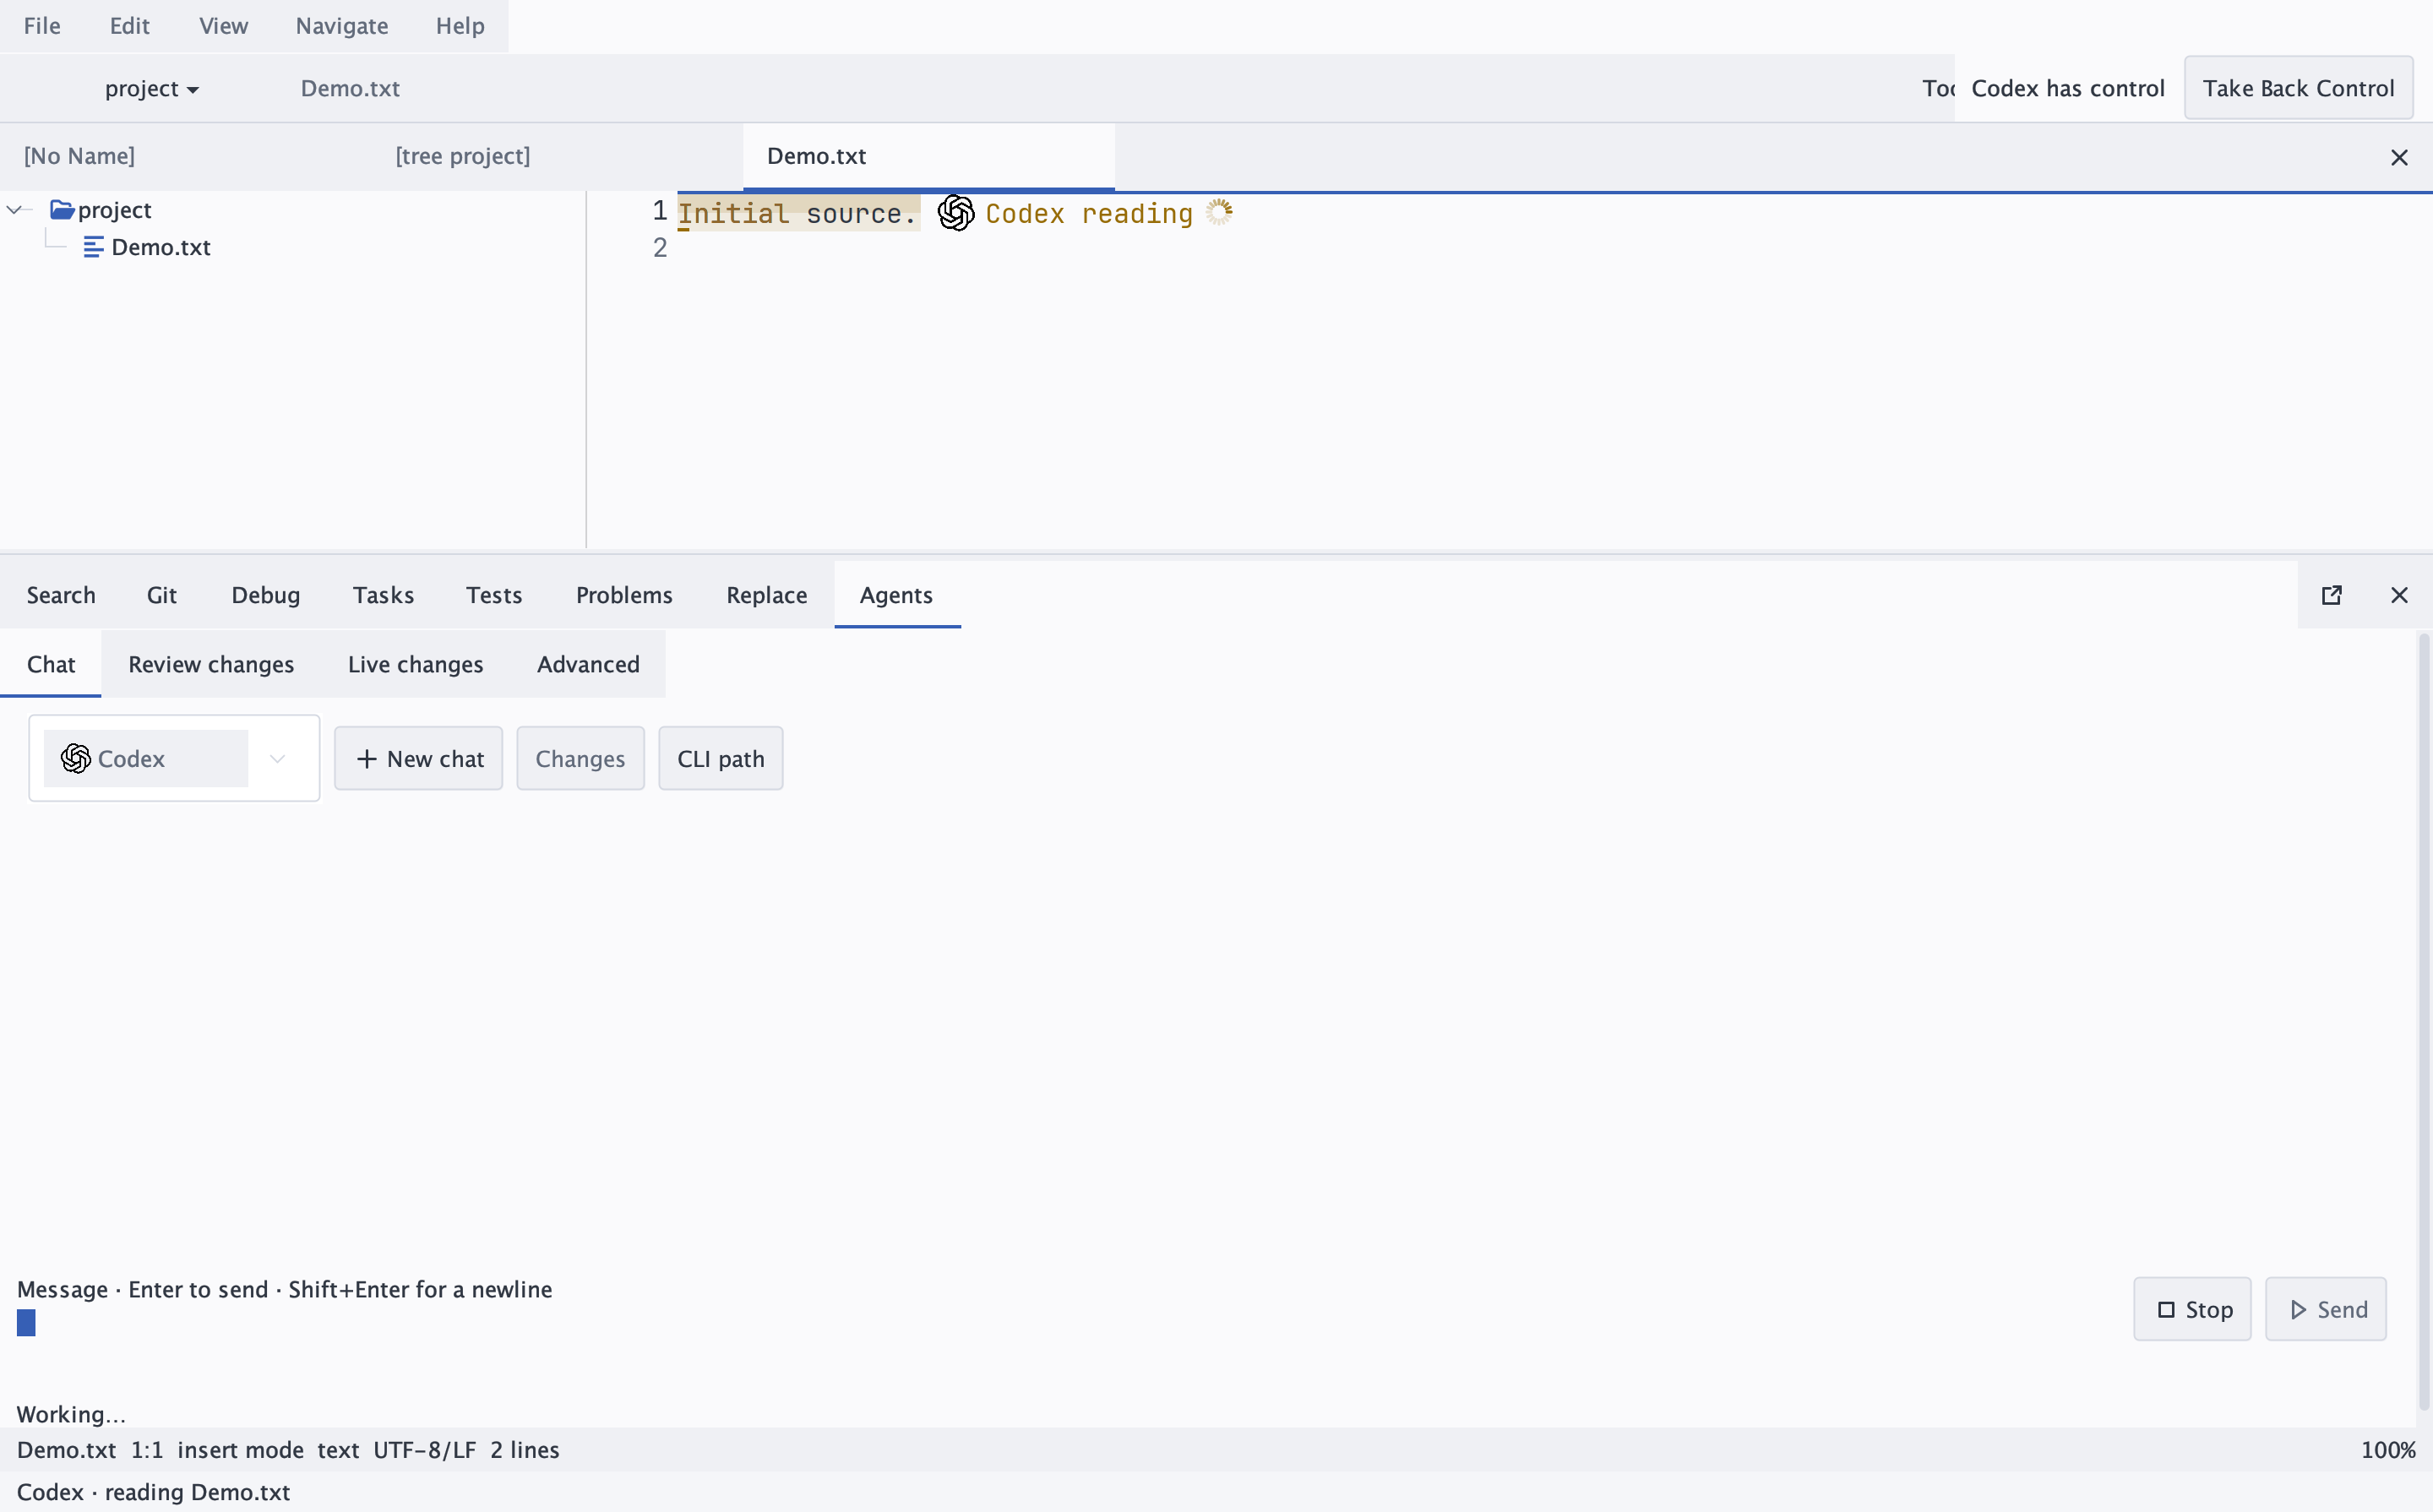 File Edit View Navigate Help
project Demo.txt Codex has control Take Back Control
[No Name] [tree project] Demo.txt
project
Demo.txt
1 Initial source. Codex reading
2
Search Git Debug Tasks Tests Problems Replace Agents
Chat Review changes Live changes Advanced
Codex + New chat Changes CLI path
Message · Enter to send · Shift+Enter for a newline
Stop Send
Working...
Demo.txt 1:1 insert mode text UTF-8/LF 2 lines 100%
Codex · reading Demo.txt